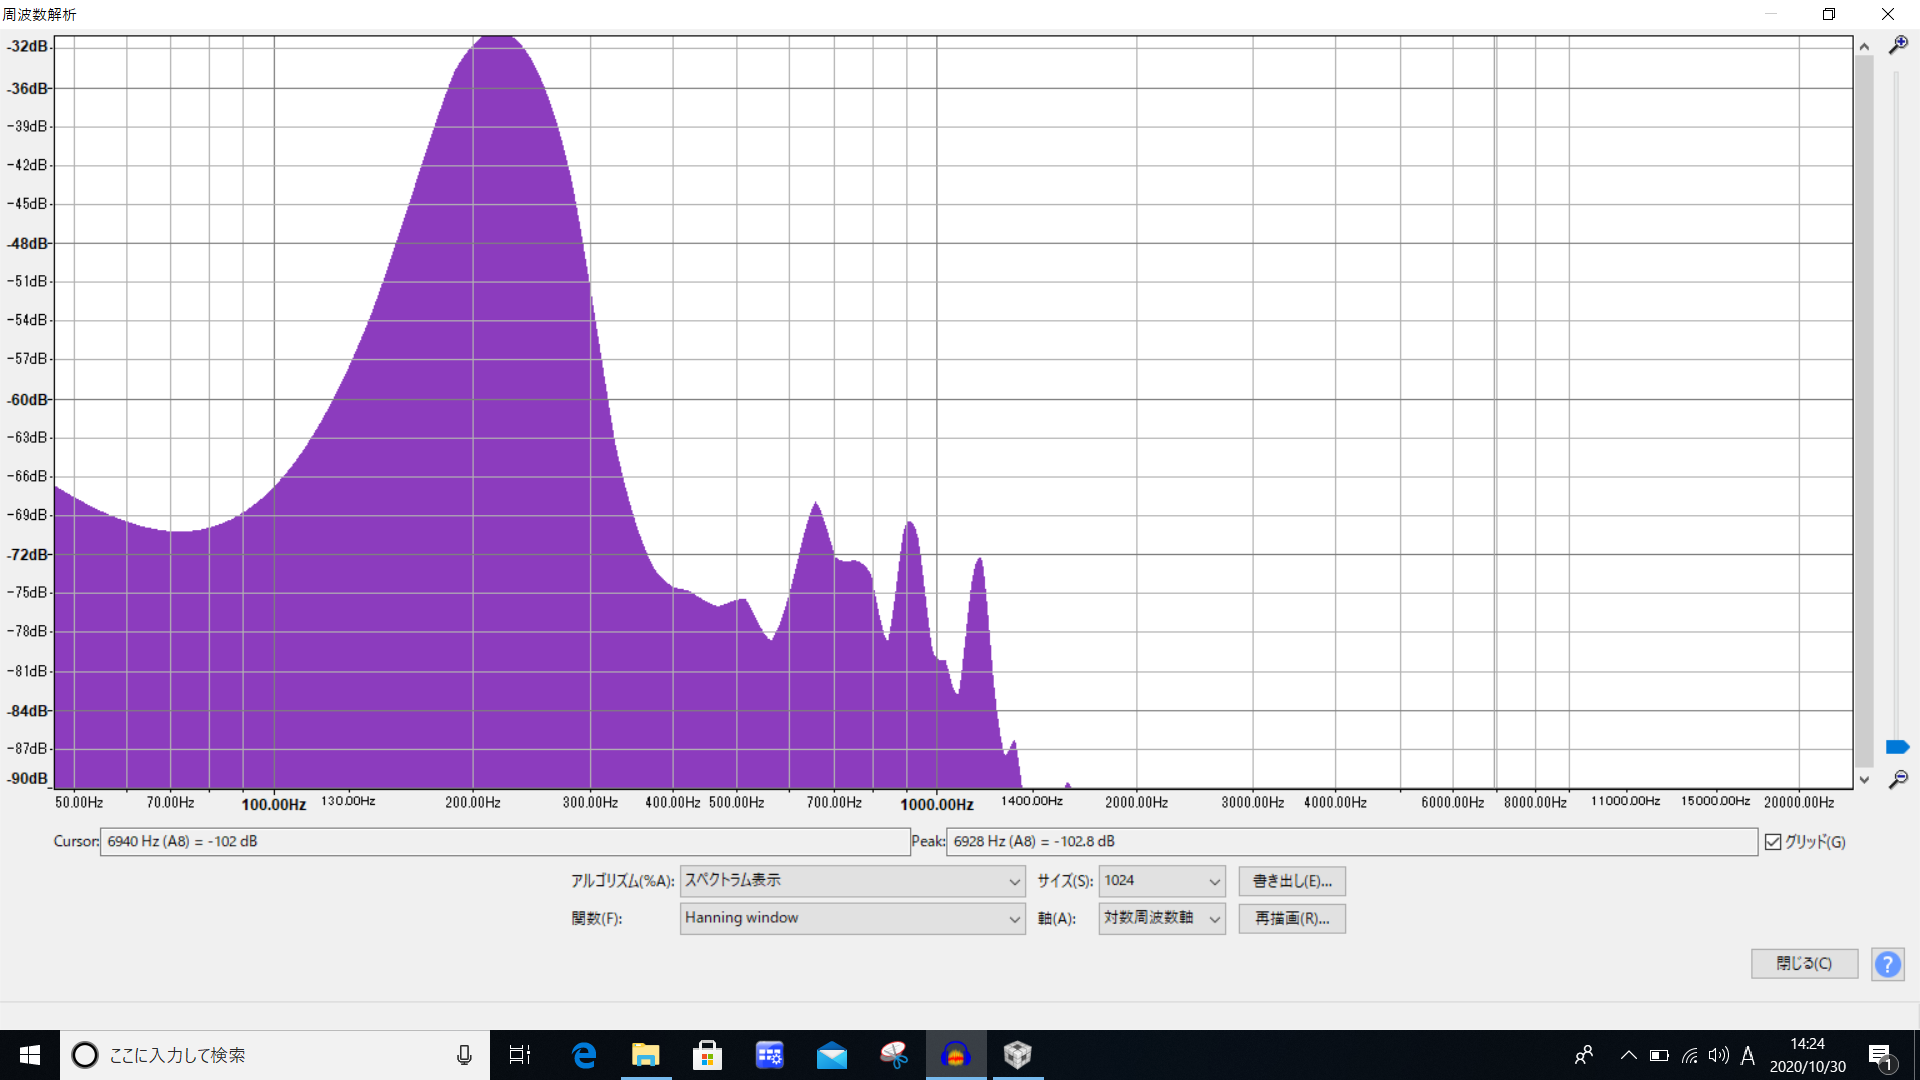 周波数解析
-32dB
-36dB
-39dB
-42dB
-45dB
-48dB
-51dB
-54dB
-57dB
-60dB
-63dB
-66dB
-69dB
-72dB
-75dB
-78dB
-81dB
-84dB
-87dB
-90dB
50.00Hz 70.00Hz 100.00Hz 130.00Hz 200.00Hz 300.00Hz 400.00Hz 500.00Hz 700.00Hz 1000.00Hz 1400.00Hz 2000.00Hz 3000.00Hz 4000.00Hz 6000.00Hz 8000.00Hz 11000.00Hz 15000.00Hz 20000.00Hz
Cursor: 6940 Hz (A8) = -102 dB Peak: 6928 Hz (A8) = -102.8 dB グリッド(G)
アルゴリズム(%A): スペクトラム表示 サイズ(S): 1024 書き出し(E)...
関数(F): Hanning window 軸(A): 対数周波数軸 再描画(R)...
閉じる(C) ?
ここに入力して検索 A 14:24
2020/10/30 1